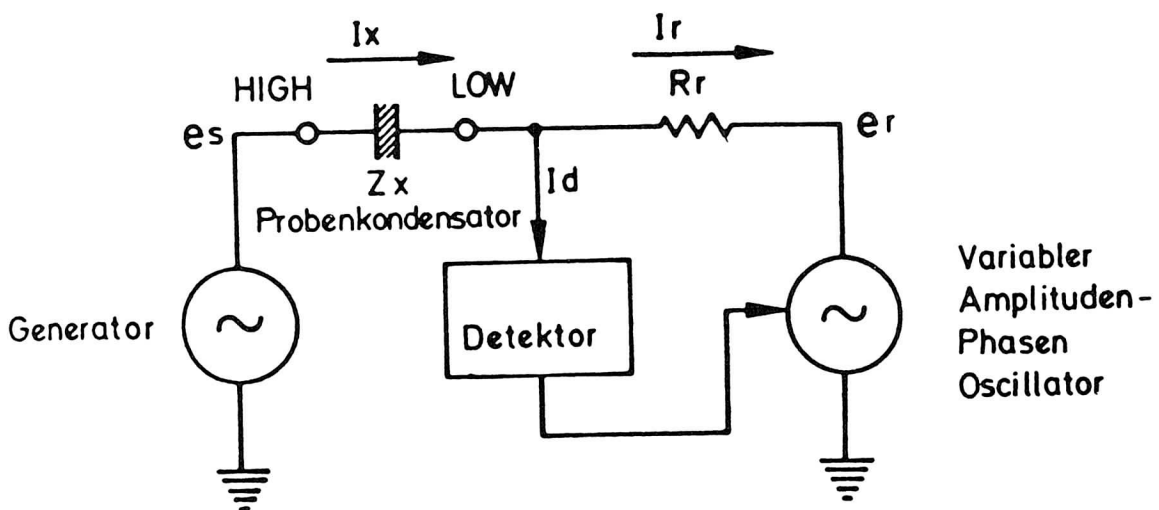 Ix
Ir
HIGH
LOW
Rr
es
er
Zx
Id
Probenkondensator
Generator
Detektor
Variabler
Amplituden-
Phasen
Oscillator